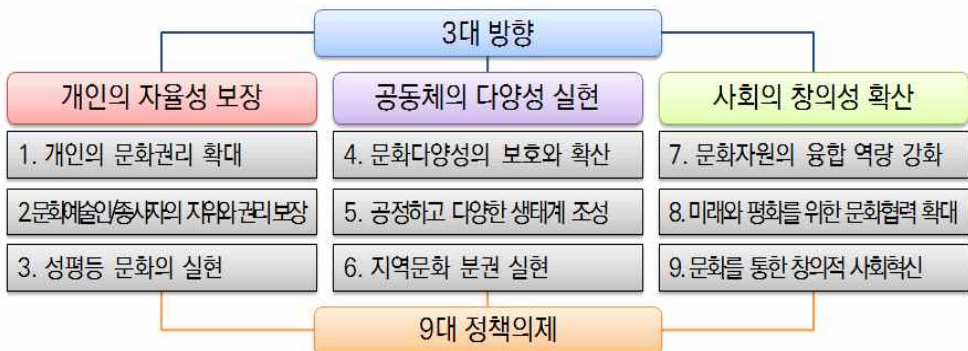 3대 방향
개인의 자율성 보장
공동체의 다양성 실현
사회의 창의성 확산
1. 개인의 문화권리 확대
2문화예술인/종사자의 지위와 권리 보장
3. 성평등 문화의 실현
4. 문화다양성의 보호와 확산
5. 공정하고 다양한 생태계 조성
6. 지역문화 분권 실현
7. 문화자원의 융합 역량 강화
8. 미래와 평화를 위한 문화협력 확대
9. 문화를 통한 창의적 사회혁신
9대 정책의제